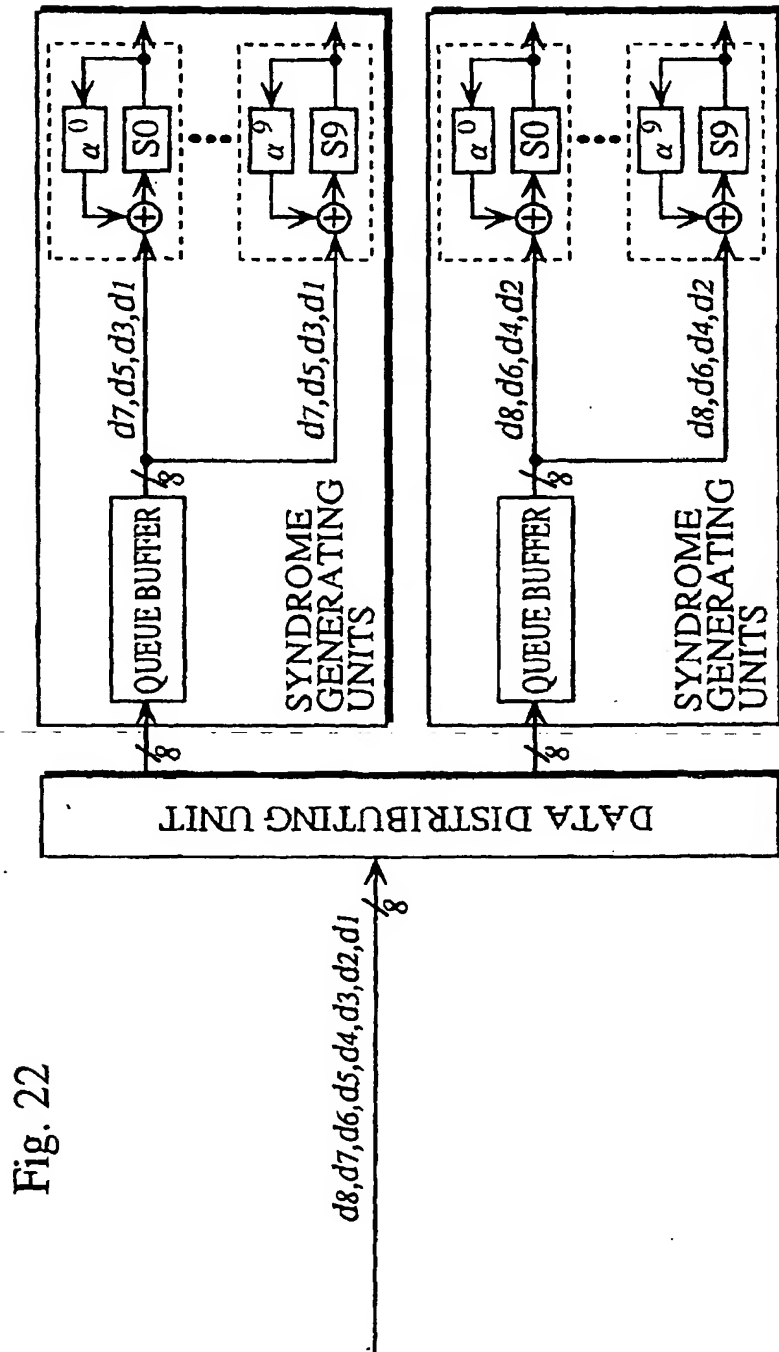 Fig. 22
d8,d7,d6,d5,d4,d3,d2,d1
8
DATA DISTRIBUTING UNIT
8
QUEUE BUFFER
8
d7,d5,d3,d1
d7,d5,d3,d1
α⁰
S0
α⁹
S9
SYNDROME
GENERATING
UNITS
8
QUEUE BUFFER
8
d8,d6,d4,d2
d8,d6,d4,d2
α⁰
S0
α⁹
S9
SYNDROME
GENERATING
UNITS